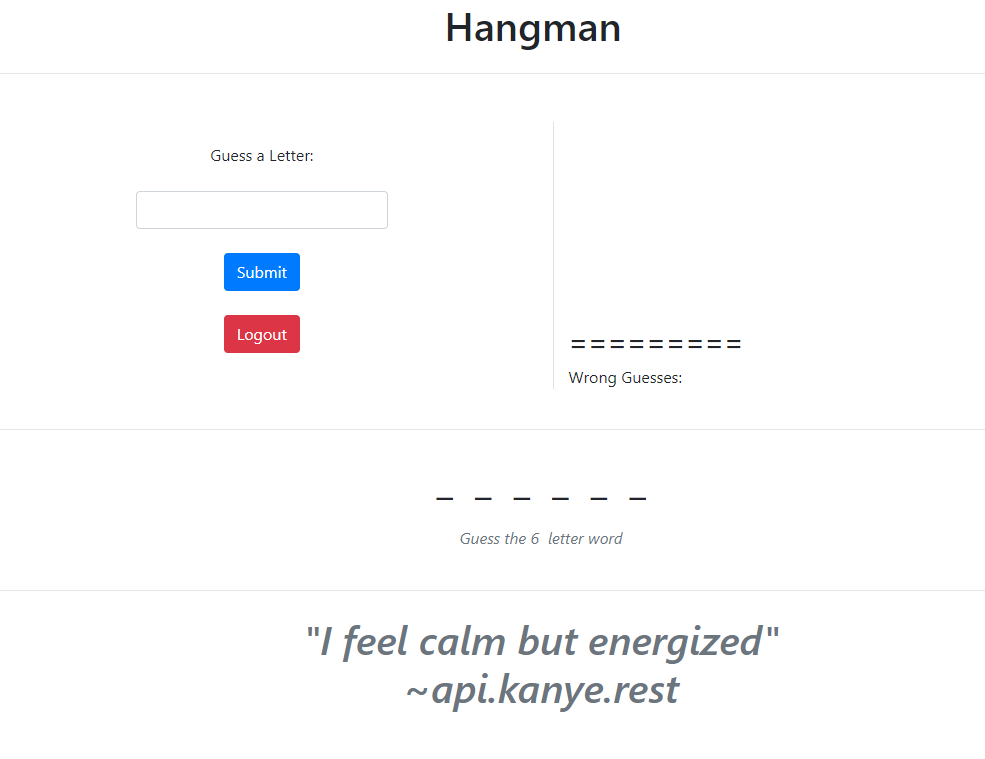 Hangman
Guess a Letter:
Submit
Logout
=========
Wrong Guesses:
_ _ _ _ _ _
Guess the 6  letter word
"I feel calm but energized"
~api.kanye.rest